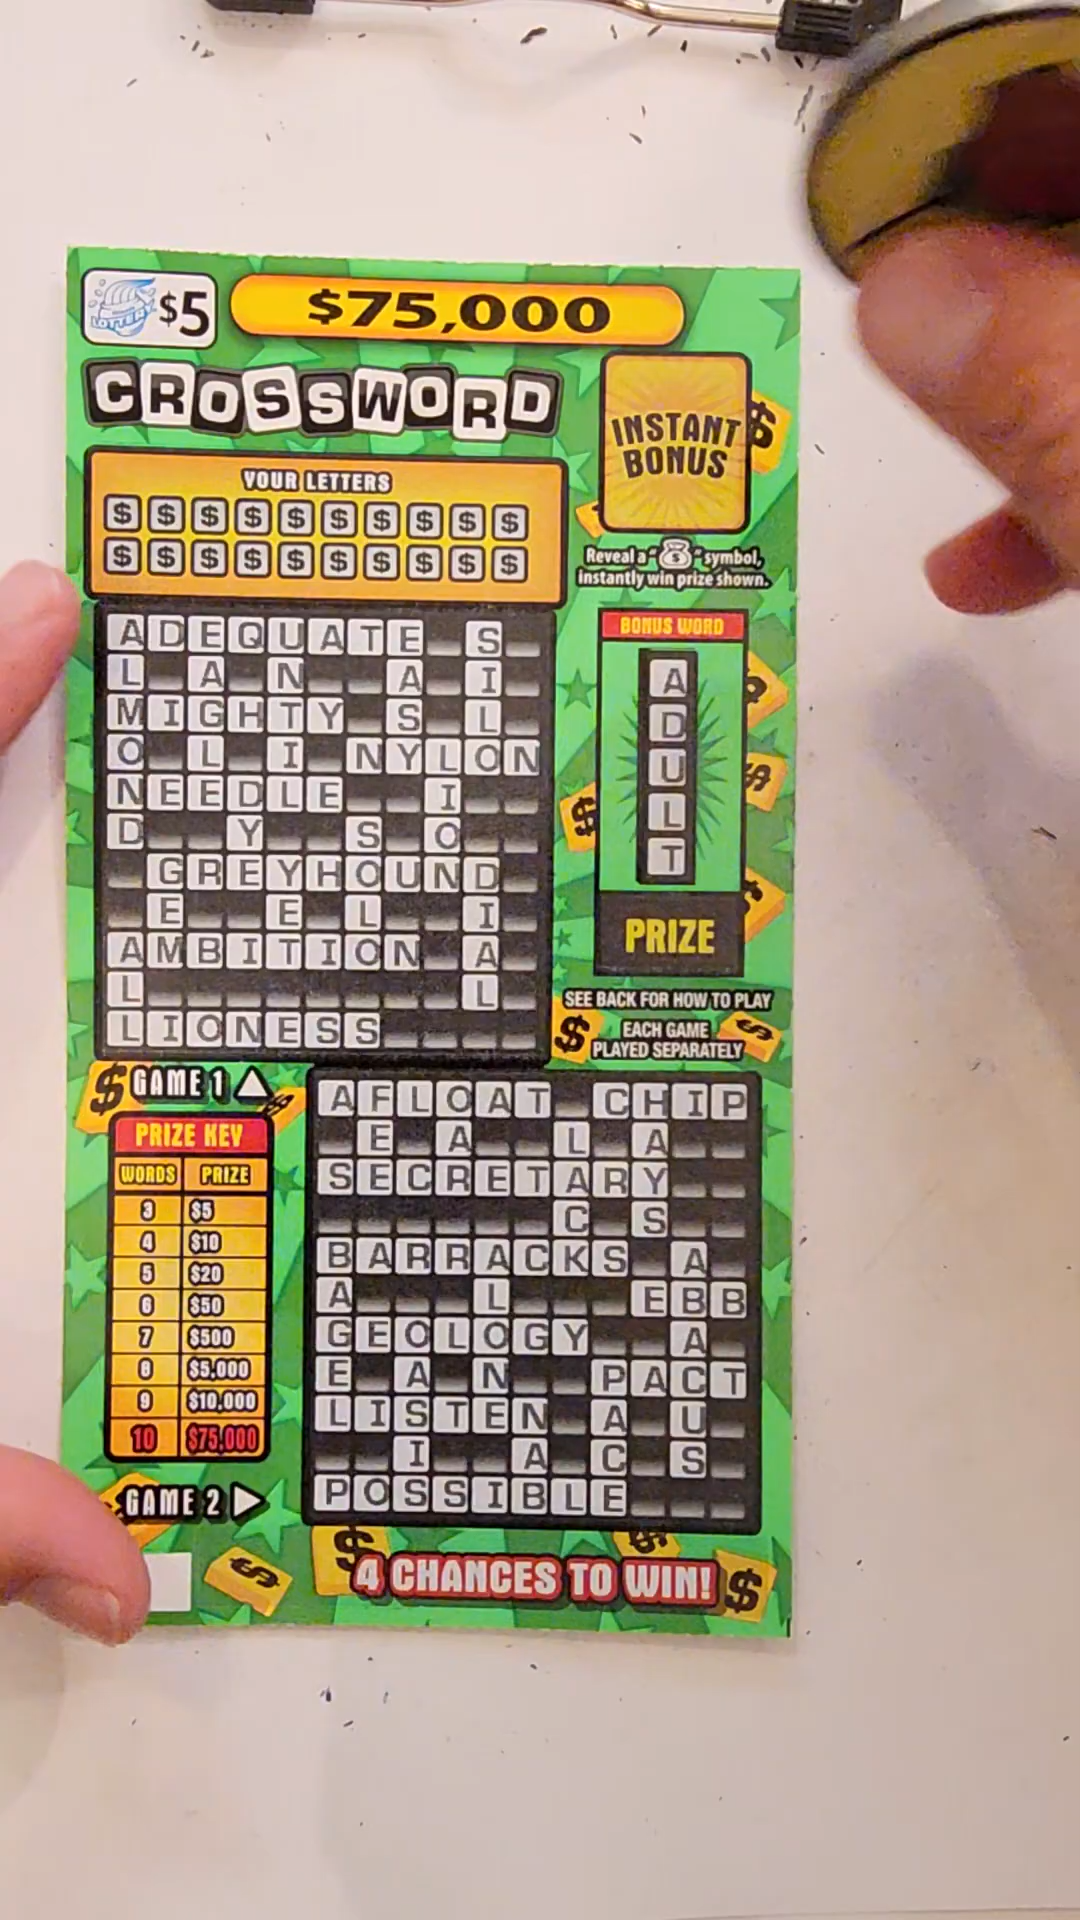 LOTTERY $5
$75,000
CROSSWORD
INSTANT
BONUS
YOUR LETTERS
$ $ $ $ $ $ $ $ $ $
$ $ $ $ $ $ $ $ $ $
Reveal a " $ " symbol,
instantly win prize shown.
ADEQUATE S
L A N A I
MIGHTY S L
O L I NYLON
NEEDLE I
D Y S O
GREYHOUND
E E L I
AMBITION A
L L
LIONESS
BONUS WORD
A
D
U
L
T
PRIZE
SEE BACK FOR HOW TO PLAY
EACH GAME
PLAYED SEPARATELY
GAME 1
PRIZE KEY
WORDS PRIZE
3 $5
4 $10
5 $20
6 $50
7 $500
8 $5,000
9 $10,000
10 $75,000
GAME 2
AFLOAT CHIP
E A L A
SECRETARY
C S
BARRACKS A
A L EBB
GEOLOGY A
E A N PACT
LISTEN A U
I A C S
POSSIBLE
4 CHANCES TO WIN!